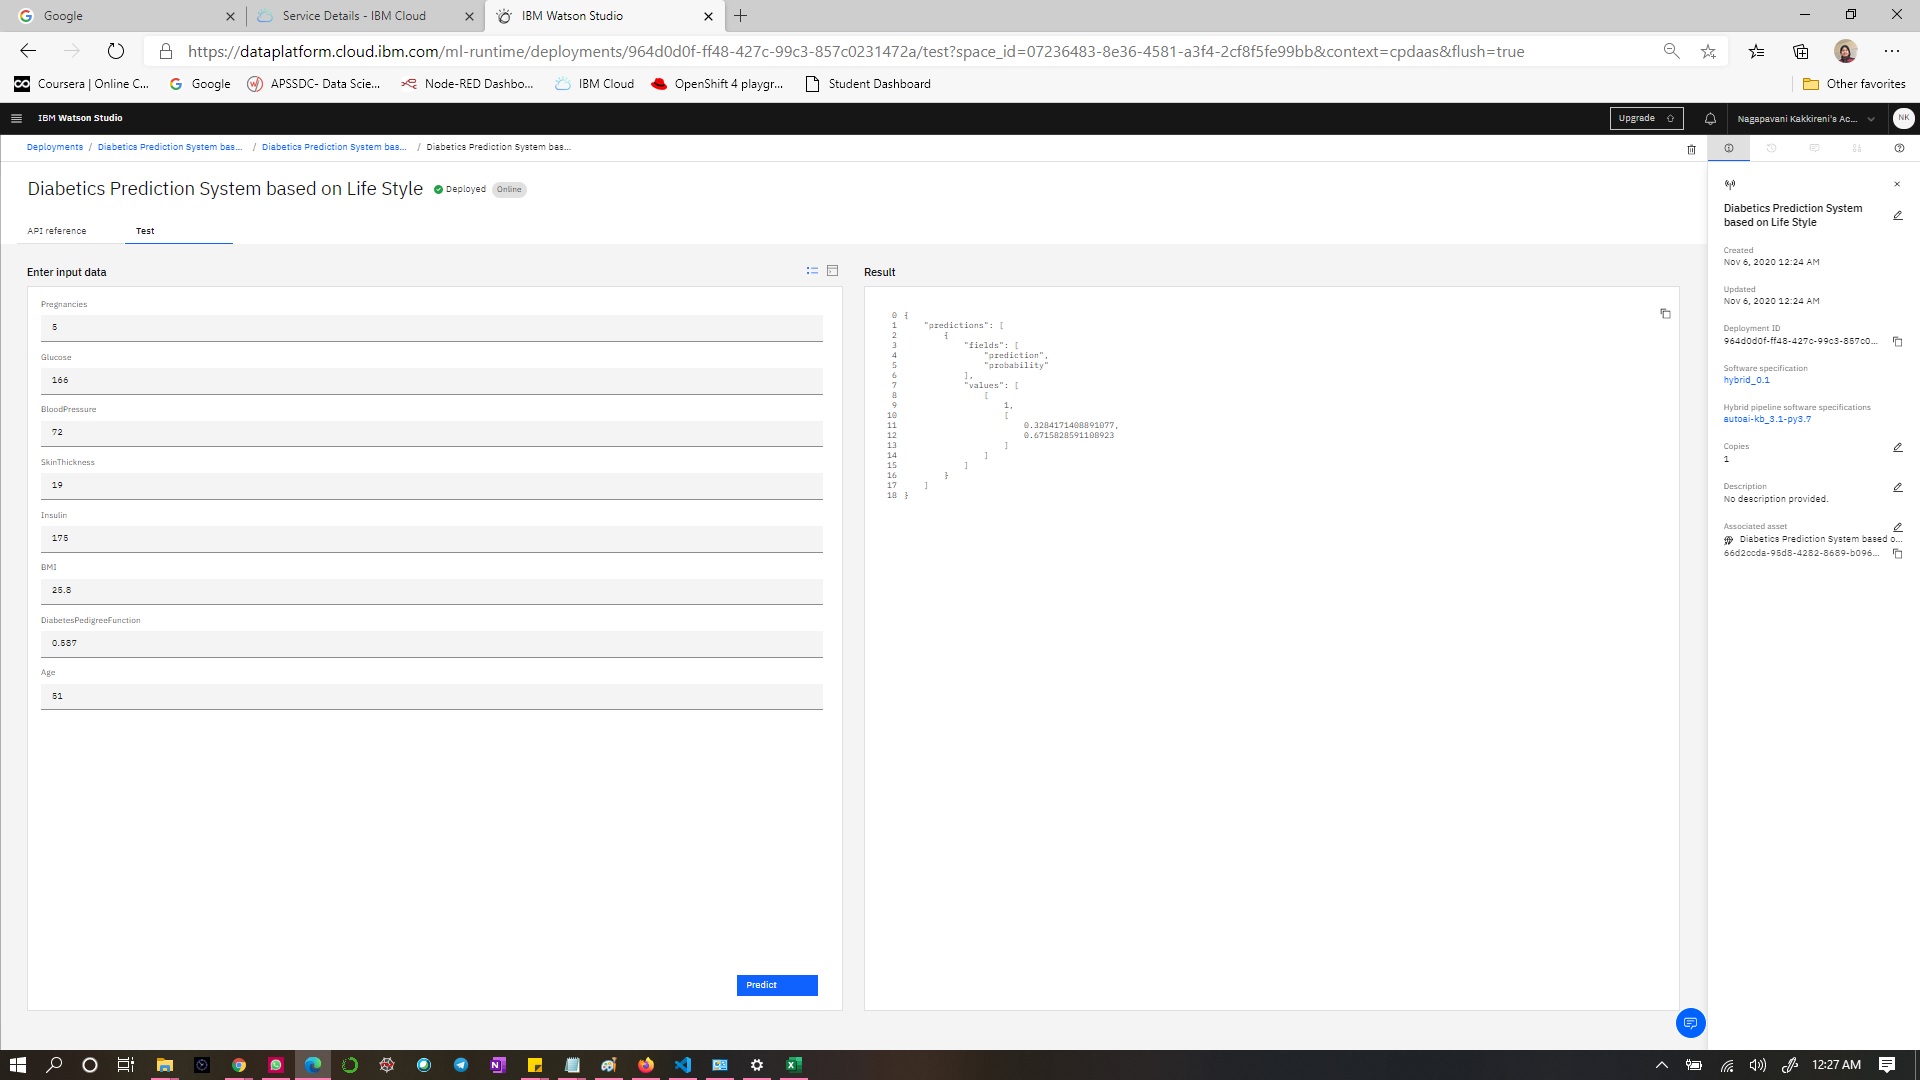 Google
Service Details - IBM Cloud
IBM Watson Studio
https://dataplatform.cloud.ibm.com/ml-runtime/deployments/964d0d0f-ff48-427c-99c3-857c0231472a/test?space_id=07236483-8e36-4581-a3f4-2cf8f5fe99bb&context=cpdaas&flush=true
Coursera | Online C...
Google
APSSDC- Data Scie...
Node-RED Dashbo...
IBM Cloud
OpenShift 4 playgr...
Student Dashboard
Other favorites
IBM Watson Studio
Upgrade
Nagapavani Kakkireni's Ac...
NK
Deployments / Diabetics Prediction System bas... / Diabetics Prediction System bas... / Diabetics Prediction System bas...
Diabetics Prediction System based on Life Style
Deployed
Online
API reference
Test
Enter input data
Pregnancies
5
Glucose
166
BloodPressure
72
SkinThickness
19
Insulin
175
BMI
25.8
DiabetesPedigreeFunction
0.587
Age
51
Predict
Result
0 {
1 "predictions": [
2 {
3 "fields": [
4 "prediction",
5 "probability"
6 ],
7 "values": [
8 [
9 1,
10 [
11 0.3284171408891077,
12 0.6715828591108923
13 ]
14 ]
15 ]
16 }
17 ]
18 }
Diabetics Prediction System
based on Life Style
Created
Nov 6, 2020 12:24 AM
Updated
Nov 6, 2020 12:24 AM
Deployment ID
964d0d0f-ff48-427c-99c3-857c0...
Software specification
hybrid_0.1
Hybrid pipeline software specifications
autoai-kb_3.1-py3.7
Copies
1
Description
No description provided.
Associated asset
Diabetics Prediction System based o...
66d2ccda-95d8-4282-8689-b096...
12:27 AM